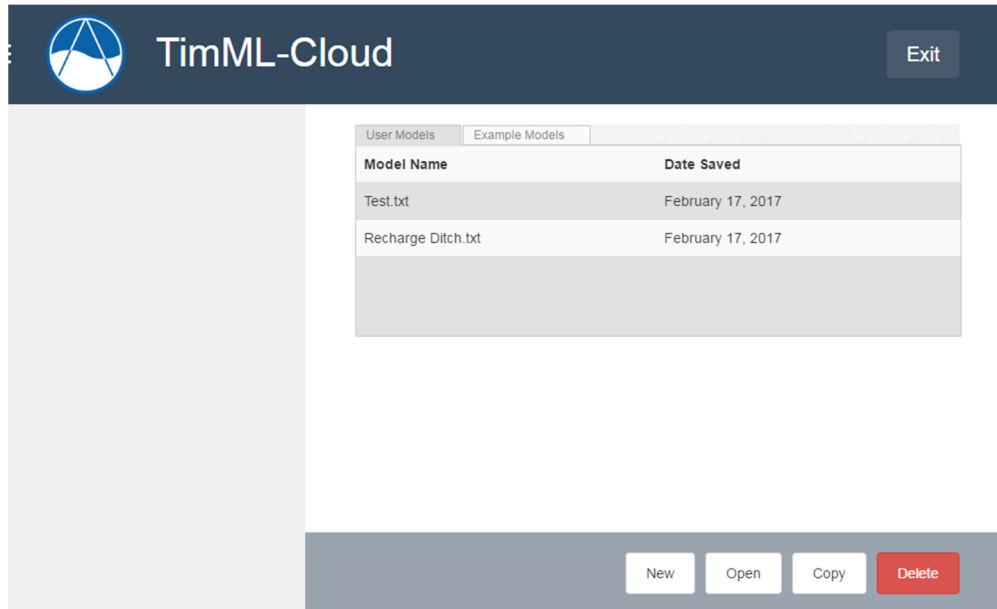 TimML-Cloud
Exit
User Models Example Models
Model Name Date Saved
Test.txt February 17, 2017
Recharge Ditch.txt February 17, 2017
New Open Copy Delete